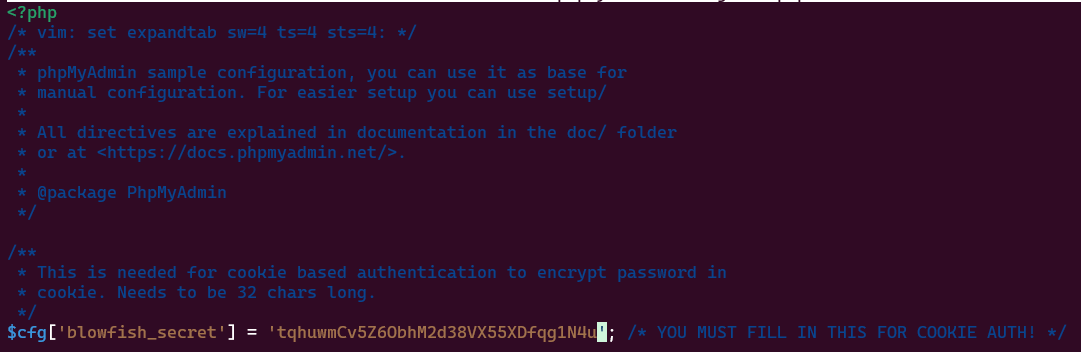 <?php
/* vim: set expandtab sw=4 ts=4 sts=4: */
/**
 * phpMyAdmin sample configuration, you can use it as base for
 * manual configuration. For easier setup you can use setup/
 *
 * All directives are explained in documentation in the doc/ folder
 * or at <https://docs.phpmyadmin.net/>.
 *
 * @package PhpMyAdmin
 */

/**
 * This is needed for cookie based authentication to encrypt password in
 * cookie. Needs to be 32 chars long.
 */
$cfg['blowfish_secret'] = 'tqhuwmCv5Z6ObhM2d38VX55XDfqg1N4u'; /* YOU MUST FILL IN THIS FOR COOKIE AUTH! */